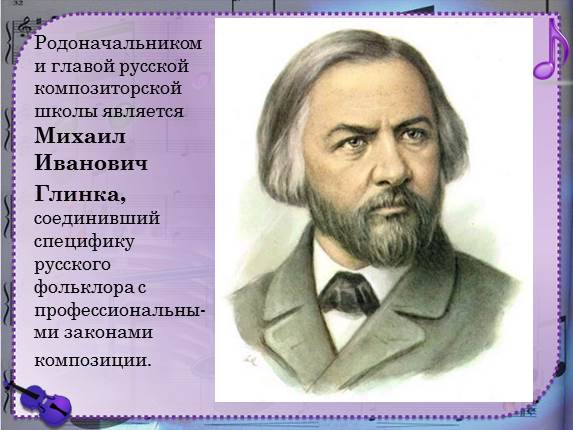 Родоначальником
и главой русской
композиторской
школы является
Михаил
Иванович
Глинка,
соединивший
специфику
русского
фольклора с
профессиональны-
ми законами
композиции.